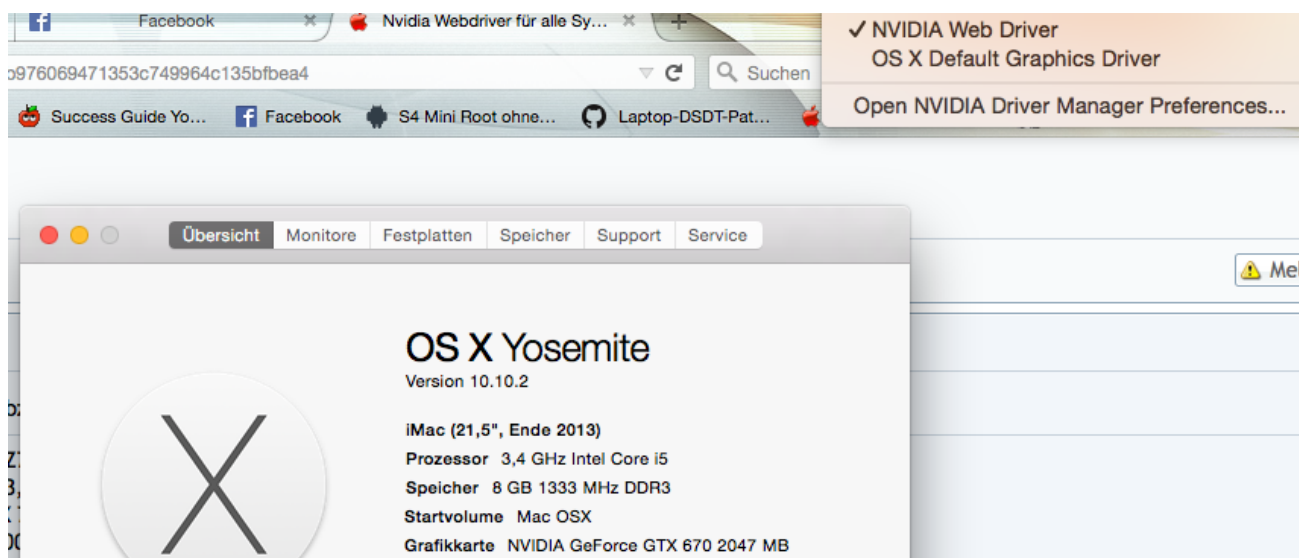 Facebook
Nvidia Webdriver für alle Sy...
NVIDIA Web Driver
OS X Default Graphics Driver
Open NVIDIA Driver Manager Preferences...
976069471353c749964c135bfbea4
Suchen
Success Guide Yo...
Facebook
S4 Mini Root ohne...
Laptop-DSDT-Pat...
Übersicht Monitore Festplatten Speicher Support Service
Mel
OS X Yosemite
Version 10.10.2
iMac (21,5", Ende 2013)
Prozessor 3,4 GHz Intel Core i5
Speicher 8 GB 1333 MHz DDR3
Startvolume Mac OSX
Grafikkarte NVIDIA GeForce GTX 670 2047 MB